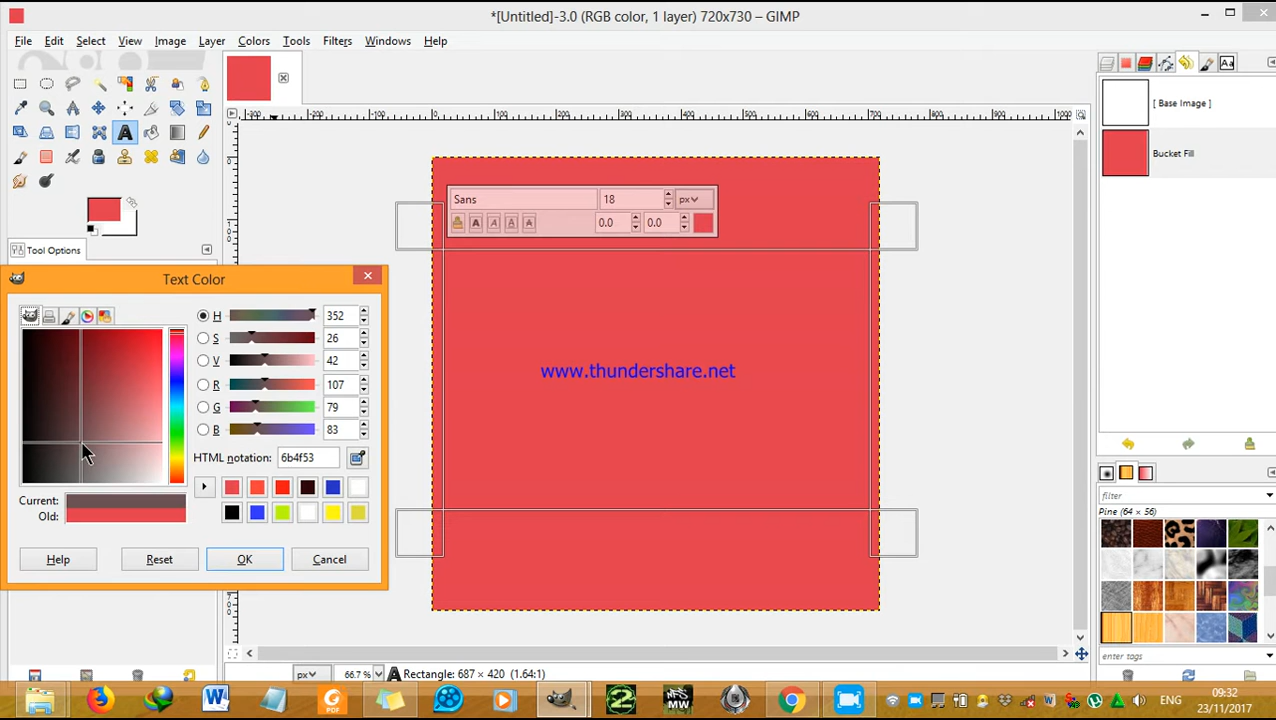 *[Untitled]-3.0 (RGB color, 1 layer) 720x730 – GIMP
File Edit Select View Image Layer Colors Tools Filters Windows Help
Tool Options
Text Color
H 352
S 26
V 42
R 107
G 79
B 83
HTML notation: 6b4f53
Current:
Old:
Help Reset OK Cancel
Sans 18 px
0.0 0.0
www.thundershare.net
[ Base Image ]
Bucket Fill
filter
Pine (64 × 56)
enter tags
px 66.7 % Rectangle: 687 × 420 (1.64:1)
ENG
09:32
23/11/2017